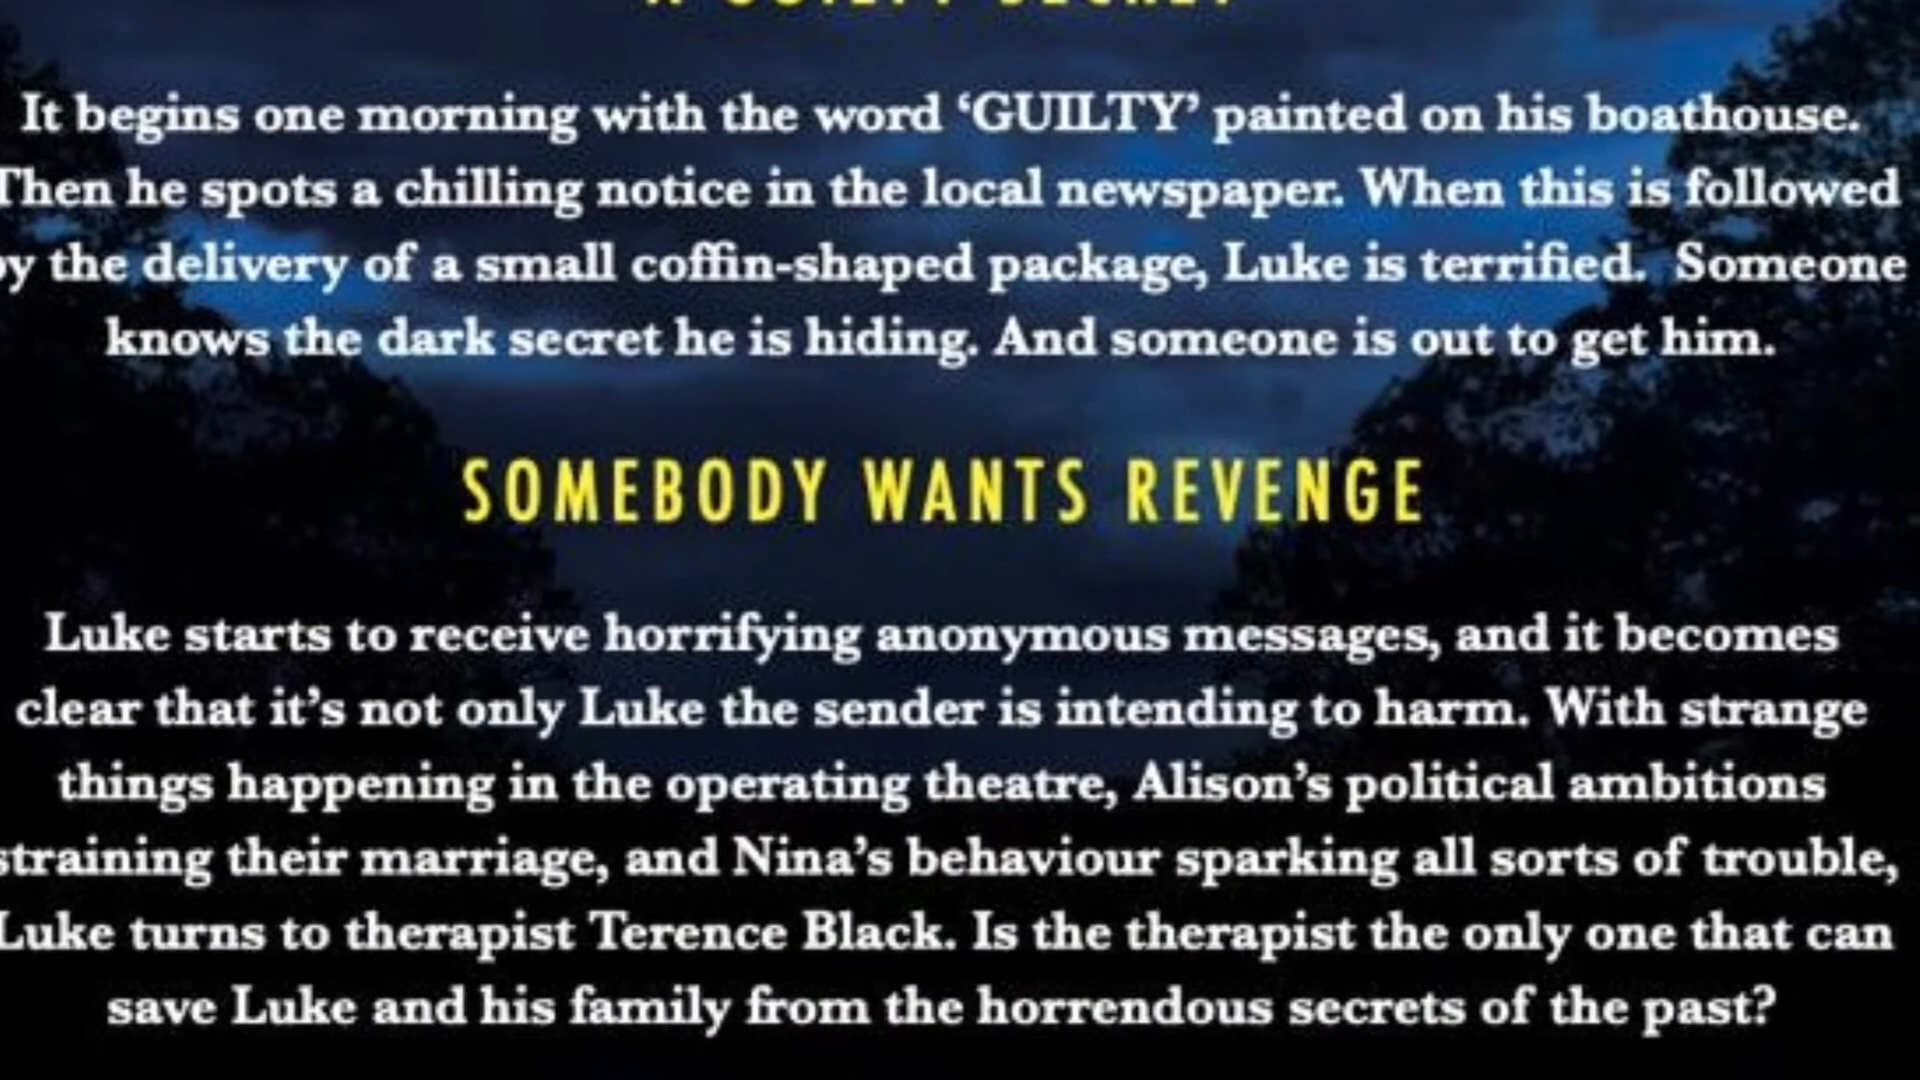 A GUILTY SECRET
It begins one morning with the word ‘GUILTY’ painted on his boathouse.
Then he spots a chilling notice in the local newspaper. When this is followed
by the delivery of a small coffin-shaped package, Luke is terrified.  Someone
knows the dark secret he is hiding. And someone is out to get him.
SOMEBODY WANTS REVENGE
Luke starts to receive horrifying anonymous messages, and it becomes
clear that it’s not only Luke the sender is intending to harm. With strange
things happening in the operating theatre, Alison’s political ambitions
straining their marriage, and Nina’s behaviour sparking all sorts of trouble,
Luke turns to therapist Terence Black. Is the therapist the only one that can
save Luke and his family from the horrendous secrets of the past?